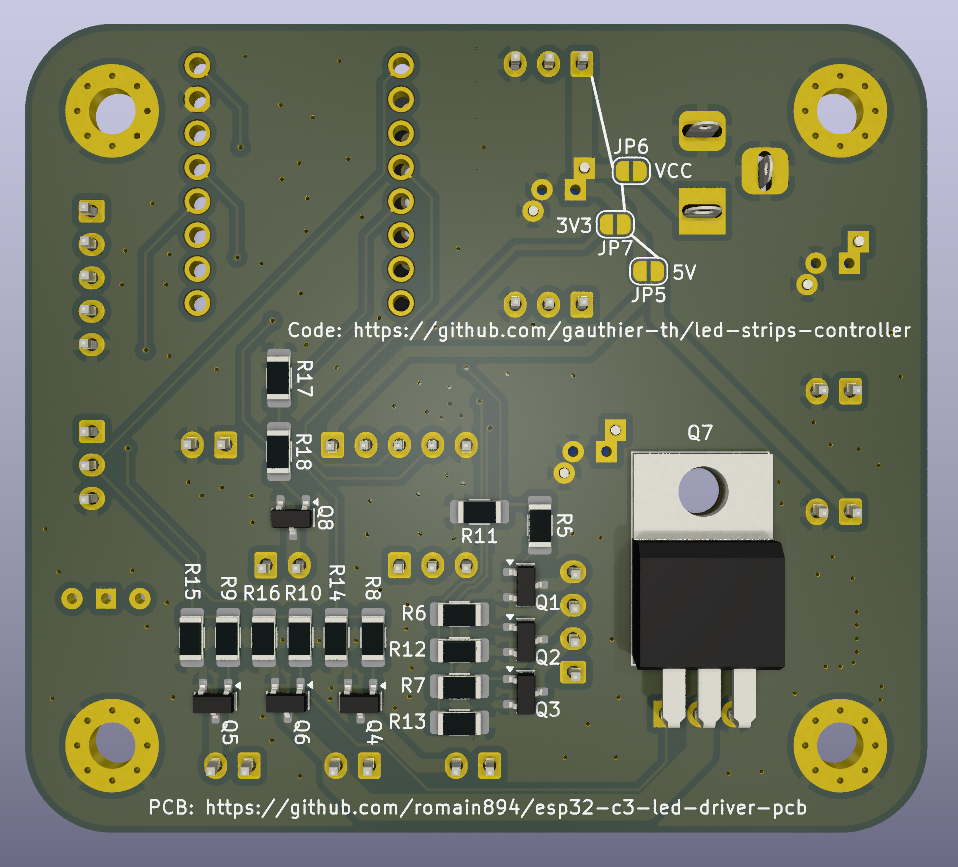 JP6
VCC
3V3
JP7
5V
JP5
Code: https://github.com/gauthier-th/led-strips-controller
R17
Q7
R18
Q8
R11
R5
R15
R9
R16
R10
R14
R8
Q1
R6
R12
Q2
R7
Q3
R13
Q5
Q6
Q4
PCB: https://github.com/romain894/esp32-c3-led-driver-pcb